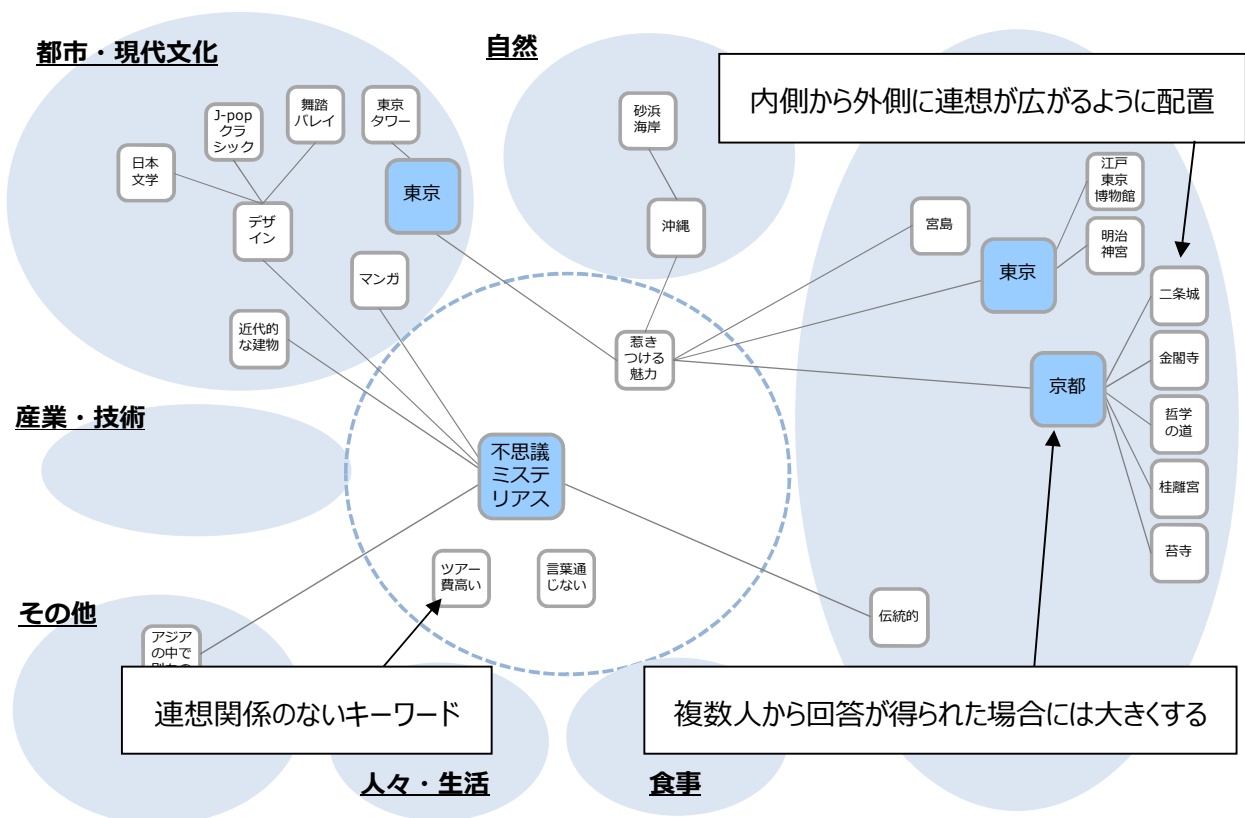 都市・現代文化
自然
内側から外側に連想が広がるように配置
J-pop
クラ
シック
舞踏
バレイ
東京
タワー
日本
文学
東京
デザ
イン
マンガ
近代的
な建物
砂浜
海岸
沖縄
惹き
つける
魅力
宮島
東京
江戸
東京
博物館
明治
神宮
二条城
金閣寺
哲学
の道
桂離宮
苔寺
京都
産業・技術
不思議
ミステ
リアス
ツアー
費高い
言葉通
じない
伝統的
その他
アジア
の中で
連想関係のないキーワード
複数人から回答が得られた場合には大きくする
人々・生活
食事